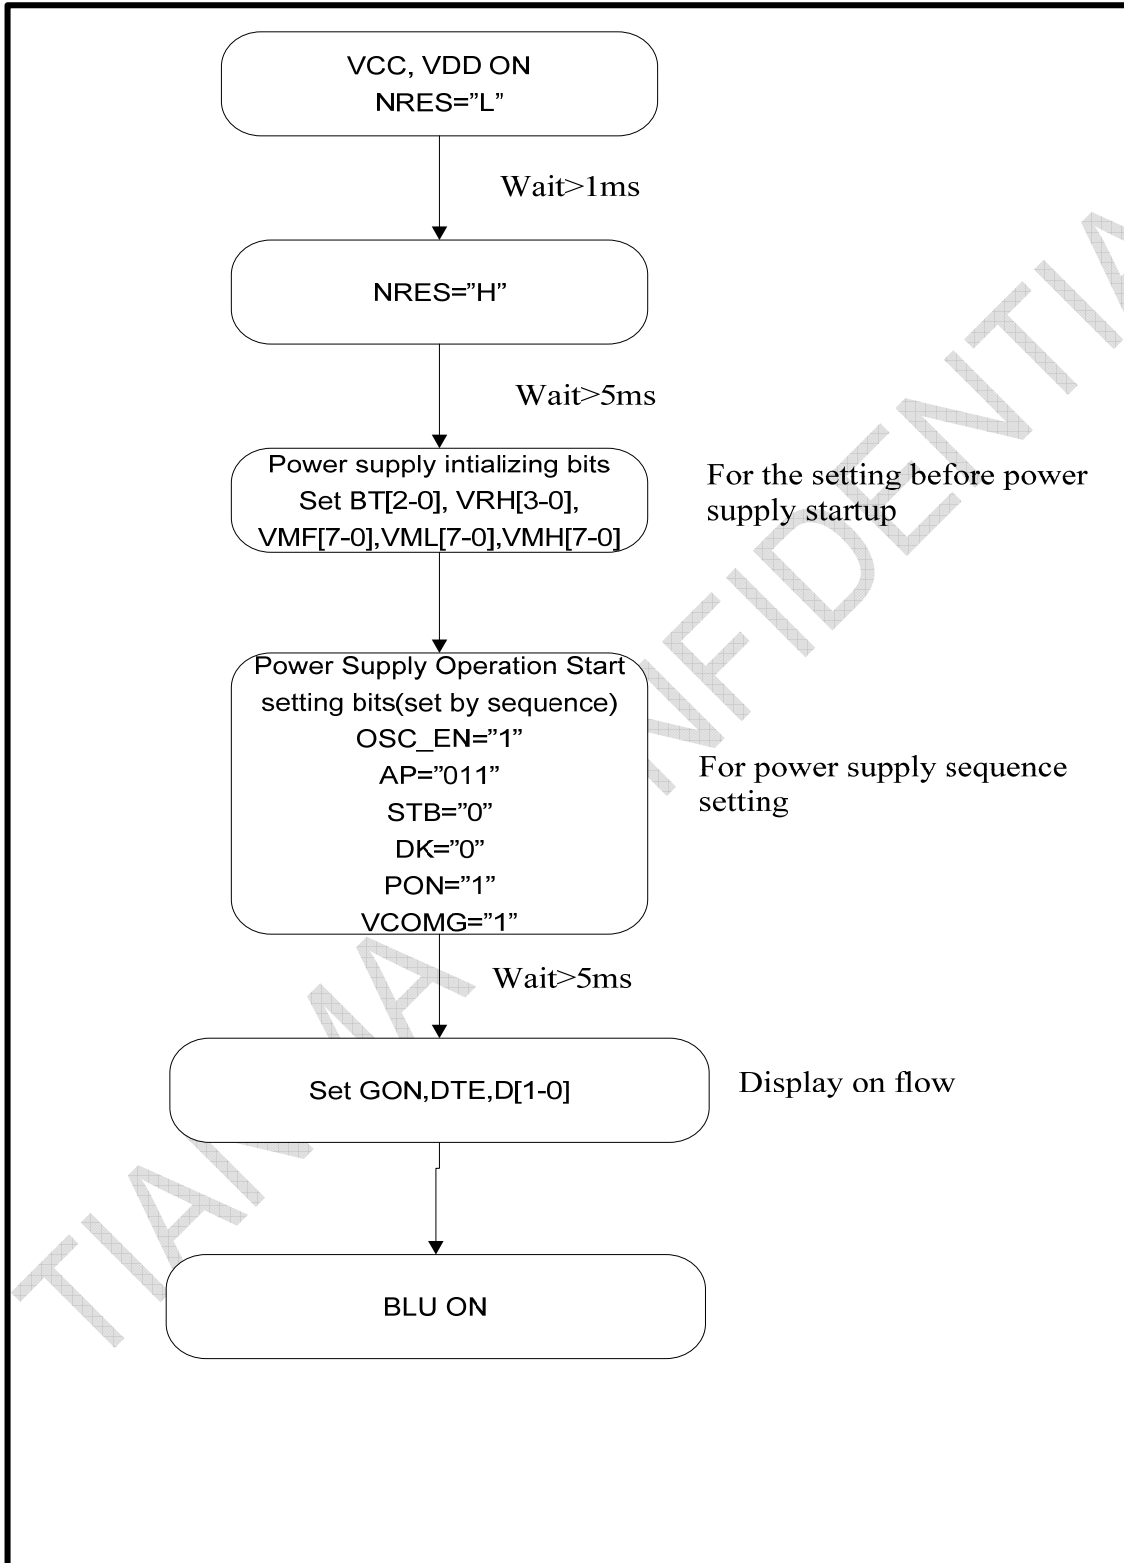 VCC, VDD ON
NRES=”L”
Wait>1ms
NRES=”H”
Wait>5ms
Power supply intializing bits
Set BT[2-0], VRH[3-0],
VMF[7-0],VML[7-0],VMH[7-0]
For the setting before power
supply startup
Power Supply Operation Start
setting bits(set by sequence)
OSC_EN=”1”
AP=”011”
STB=”0”
DK=”0”
PON=”1”
VCOMG=”1”
For power supply sequence
setting
Wait>5ms
Set GON,DTE,D[1-0]
Display on flow
BLU ON